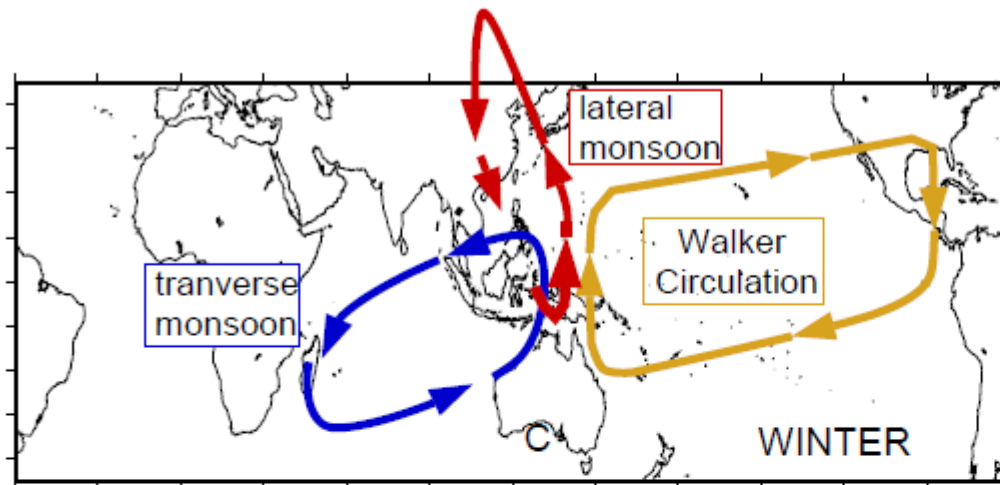 lateral
monsoon
Walker
Circulation
tranverse
monsoon
C
WINTER